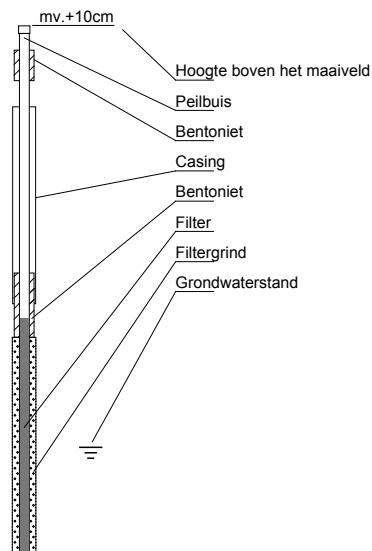 mv.+10cm
Hoogte boven het maaiveld
Peilbuis
Bentoniet
Casing
Bentoniet
Filter
Filtergrind
Grondwaterstand